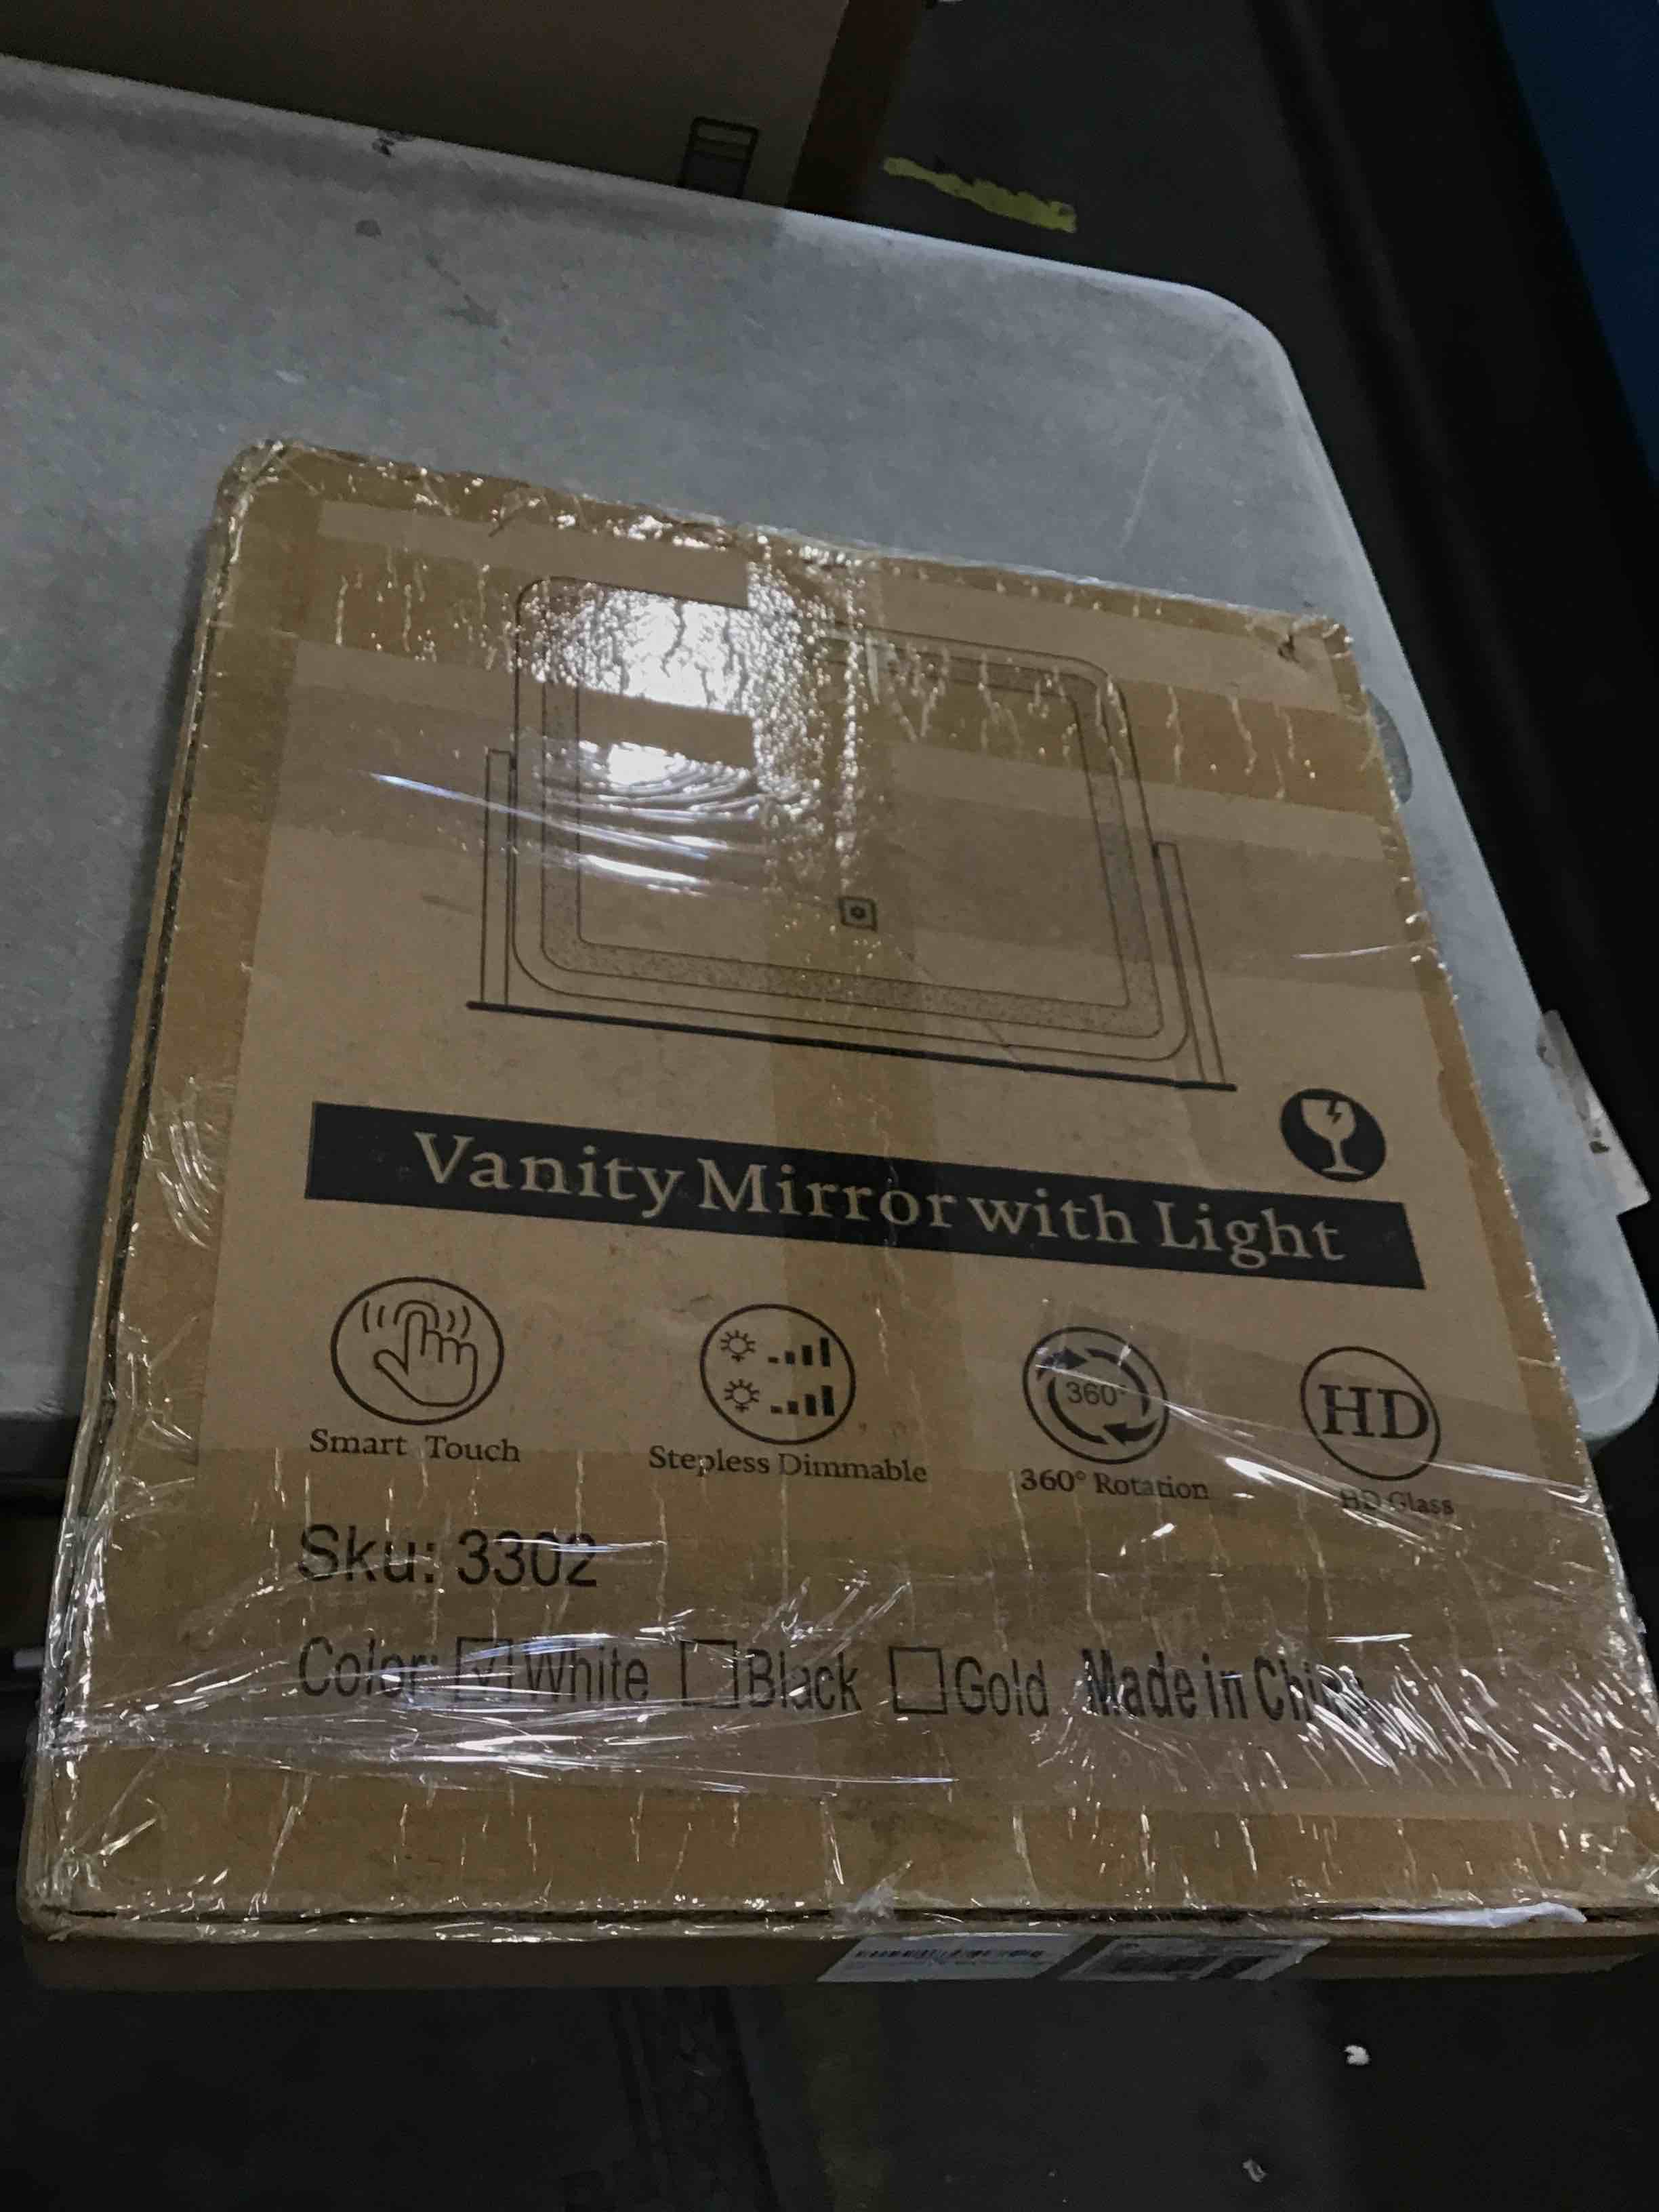 Vanity Mirror with Light
360°
HD
Smart Touch
Stepless Dimmable
360° Rotation
HD Glass
Sku: 3302
Color: ☑White ☐Black ☐Gold Made in China